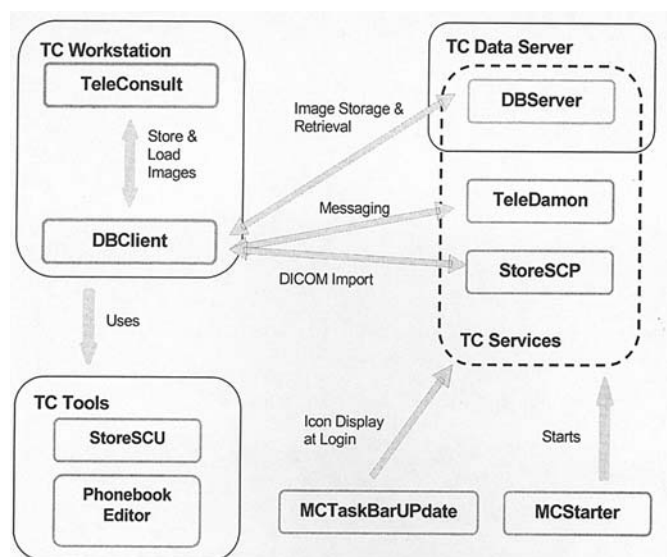 TC Workstation
TeleConsult
Store &
Load
Images
DBClient
Uses
TC Tools
StoreSCU
Phonebook
Editor
Image Storage &
Retrieval
Messaging
DICOM Import
TC Data Server
DBServer
TeleDamon
StoreSCP
TC Services
Icon Display
at Login
Starts
MCTaskBarUPdate
MCStarter